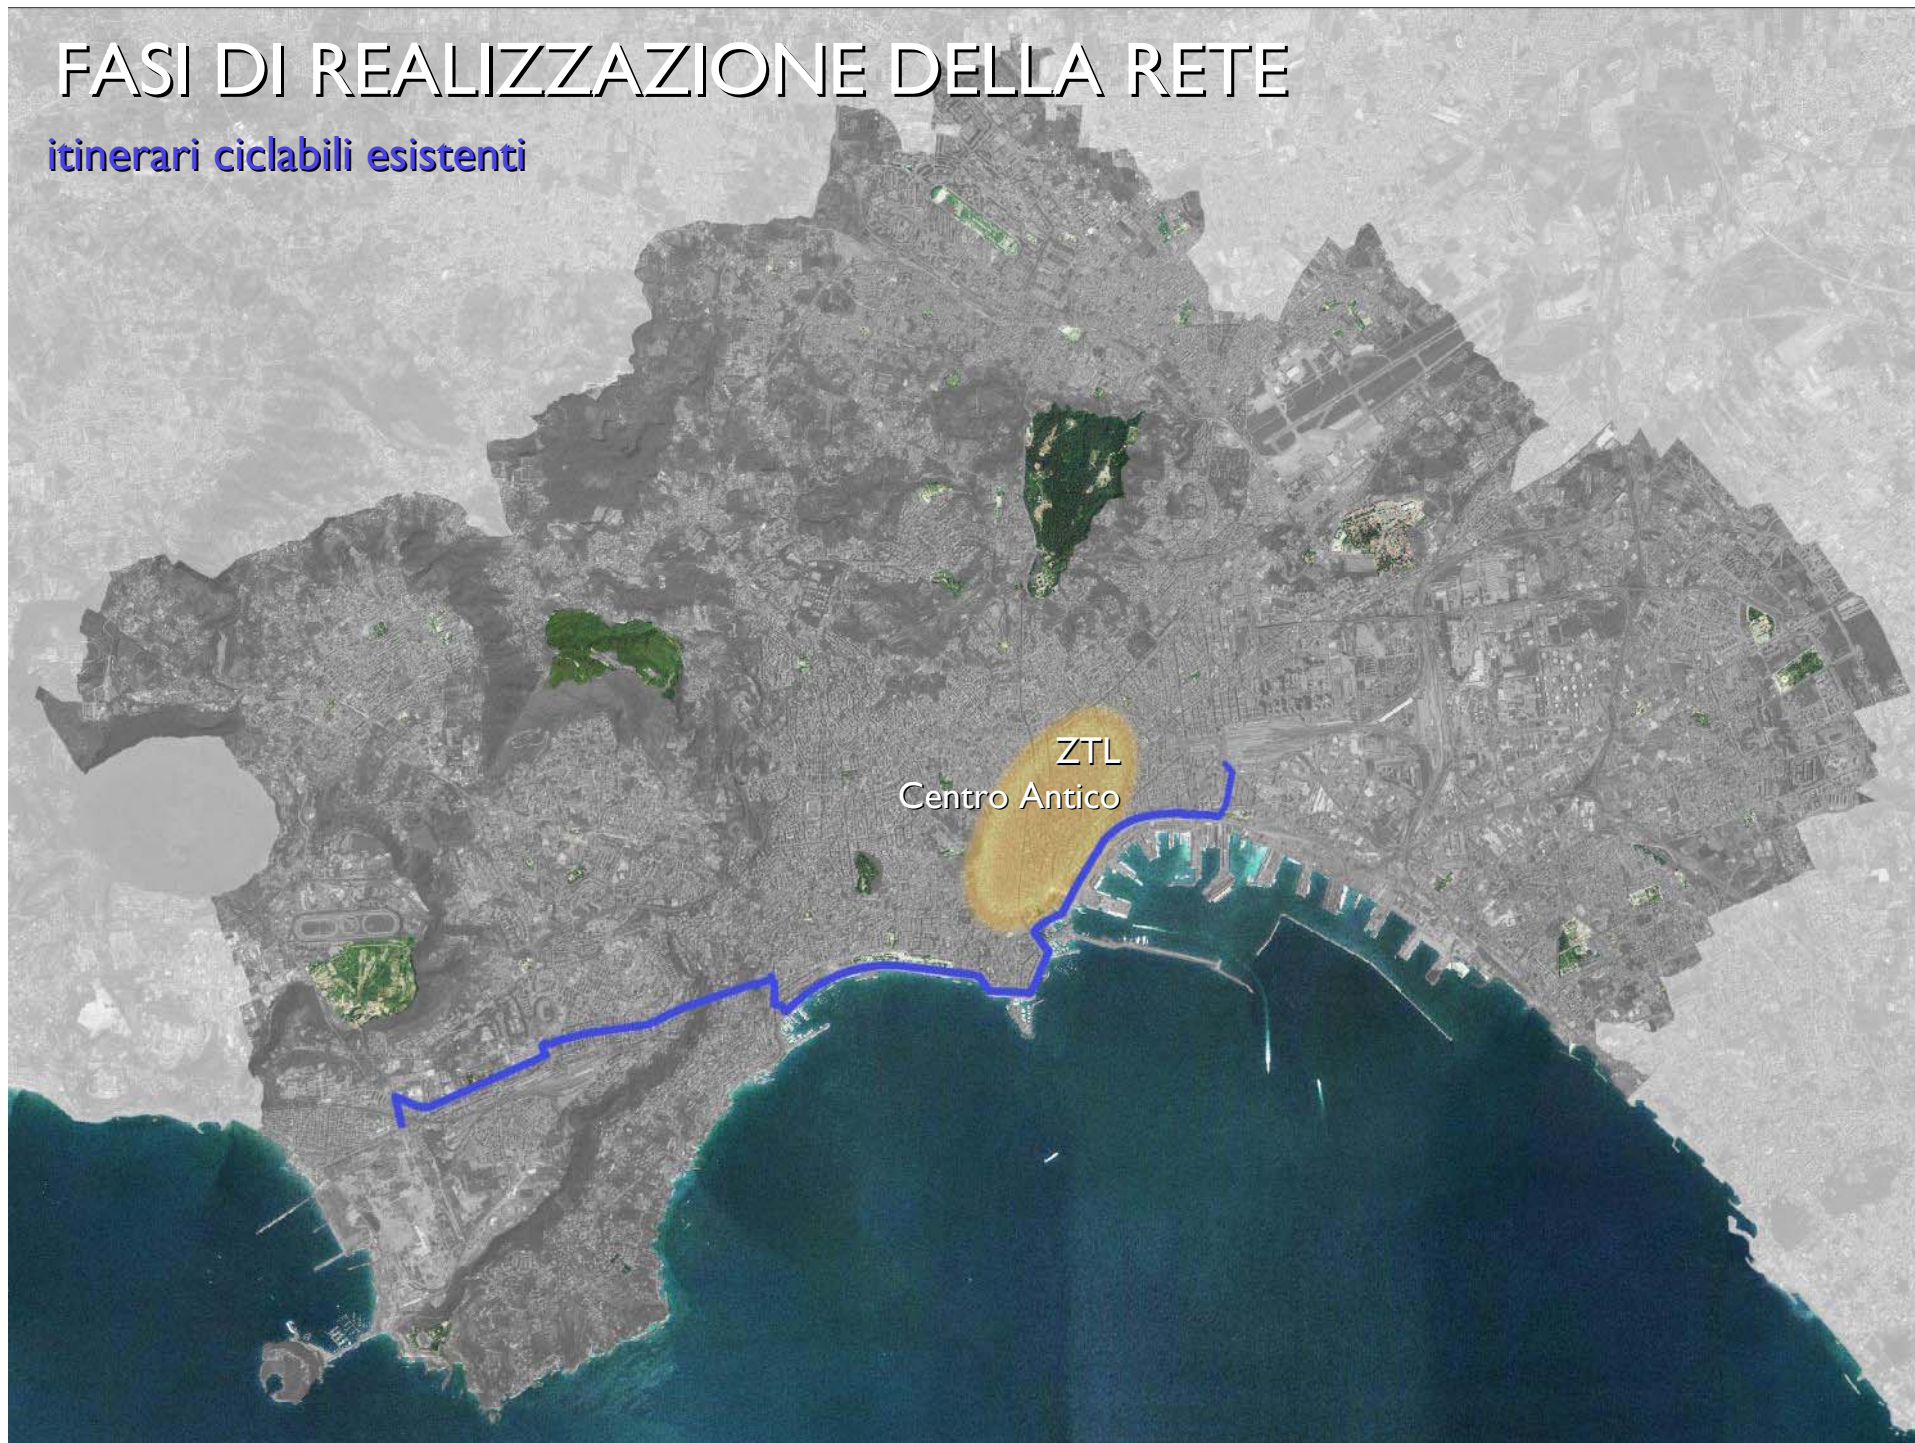 FASI DI REALIZZAZIONE DELLA RETE
itinerari ciclabili esistenti
ZTL
Centro Antico